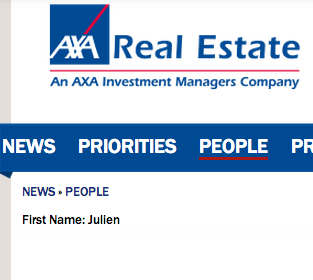 AXA Real Estate
An AXA Investment Managers Company
NEWS PRIORITIES PEOPLE PR
NEWS » PEOPLE
First Name: Julien